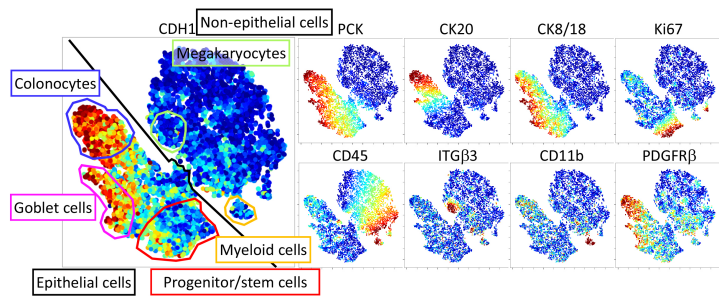 CDH1
Non-epithelial cells
Megakaryocytes
Colonocytes
Goblet cells
Myeloid cells
Epithelial cells
Progenitor/stem cells
PCK
CK20
CK8/18
Ki67
CD45
ITGβ3
CD11b
PDGFRβ